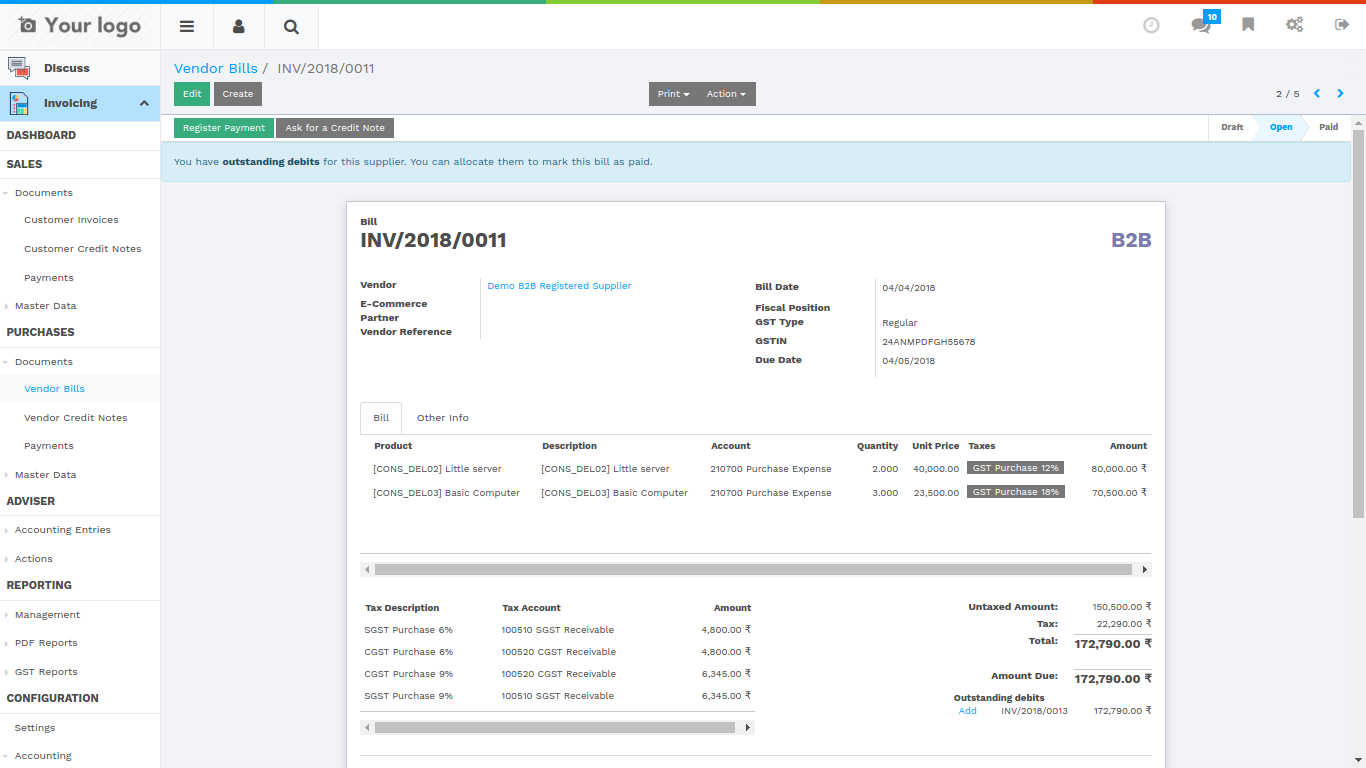 Your logo
10
Discuss
Invoicing
DASHBOARD
SALES
Documents
Customer Invoices
Customer Credit Notes
Payments
Master Data
PURCHASES
Documents
Vendor Bills
Vendor Credit Notes
Payments
Master Data
ADVISER
Accounting Entries
Actions
REPORTING
Management
PDF Reports
GST Reports
CONFIGURATION
Settings
Accounting
Vendor Bills / INV/2018/0011
Edit Create Print Action 2 / 5
Register Payment Ask for a Credit Note Draft Open Paid
You have outstanding debits for this supplier. You can allocate them to mark this bill as paid.
Bill
INV/2018/0011 B2B
Vendor Demo B2B Registered Supplier
E-Commerce
Partner
Vendor Reference
Bill Date 04/04/2018
Fiscal Position
GST Type Regular
GSTIN 24ANMPDFGH55678
Due Date 04/05/2018
Bill Other Info
Product Description Account Quantity Unit Price Taxes Amount
[CONS_DEL02] Little server [CONS_DEL02] Little server 210700 Purchase Expense 2.000 40,000.00 GST Purchase 12% 80,000.00 ₹
[CONS_DEL03] Basic Computer [CONS_DEL03] Basic Computer 210700 Purchase Expense 3.000 23,500.00 GST Purchase 18% 70,500.00 ₹
Tax Description Tax Account Amount
SGST Purchase 6% 100510 SGST Receivable 4,800.00 ₹
CGST Purchase 6% 100520 CGST Receivable 4,800.00 ₹
CGST Purchase 9% 100520 CGST Receivable 6,345.00 ₹
SGST Purchase 9% 100510 SGST Receivable 6,345.00 ₹
Untaxed Amount: 150,500.00 ₹
Tax: 22,290.00 ₹
Total: 172,790.00 ₹
Amount Due: 172,790.00 ₹
Outstanding debits
Add INV/2018/0013 172,790.00 ₹